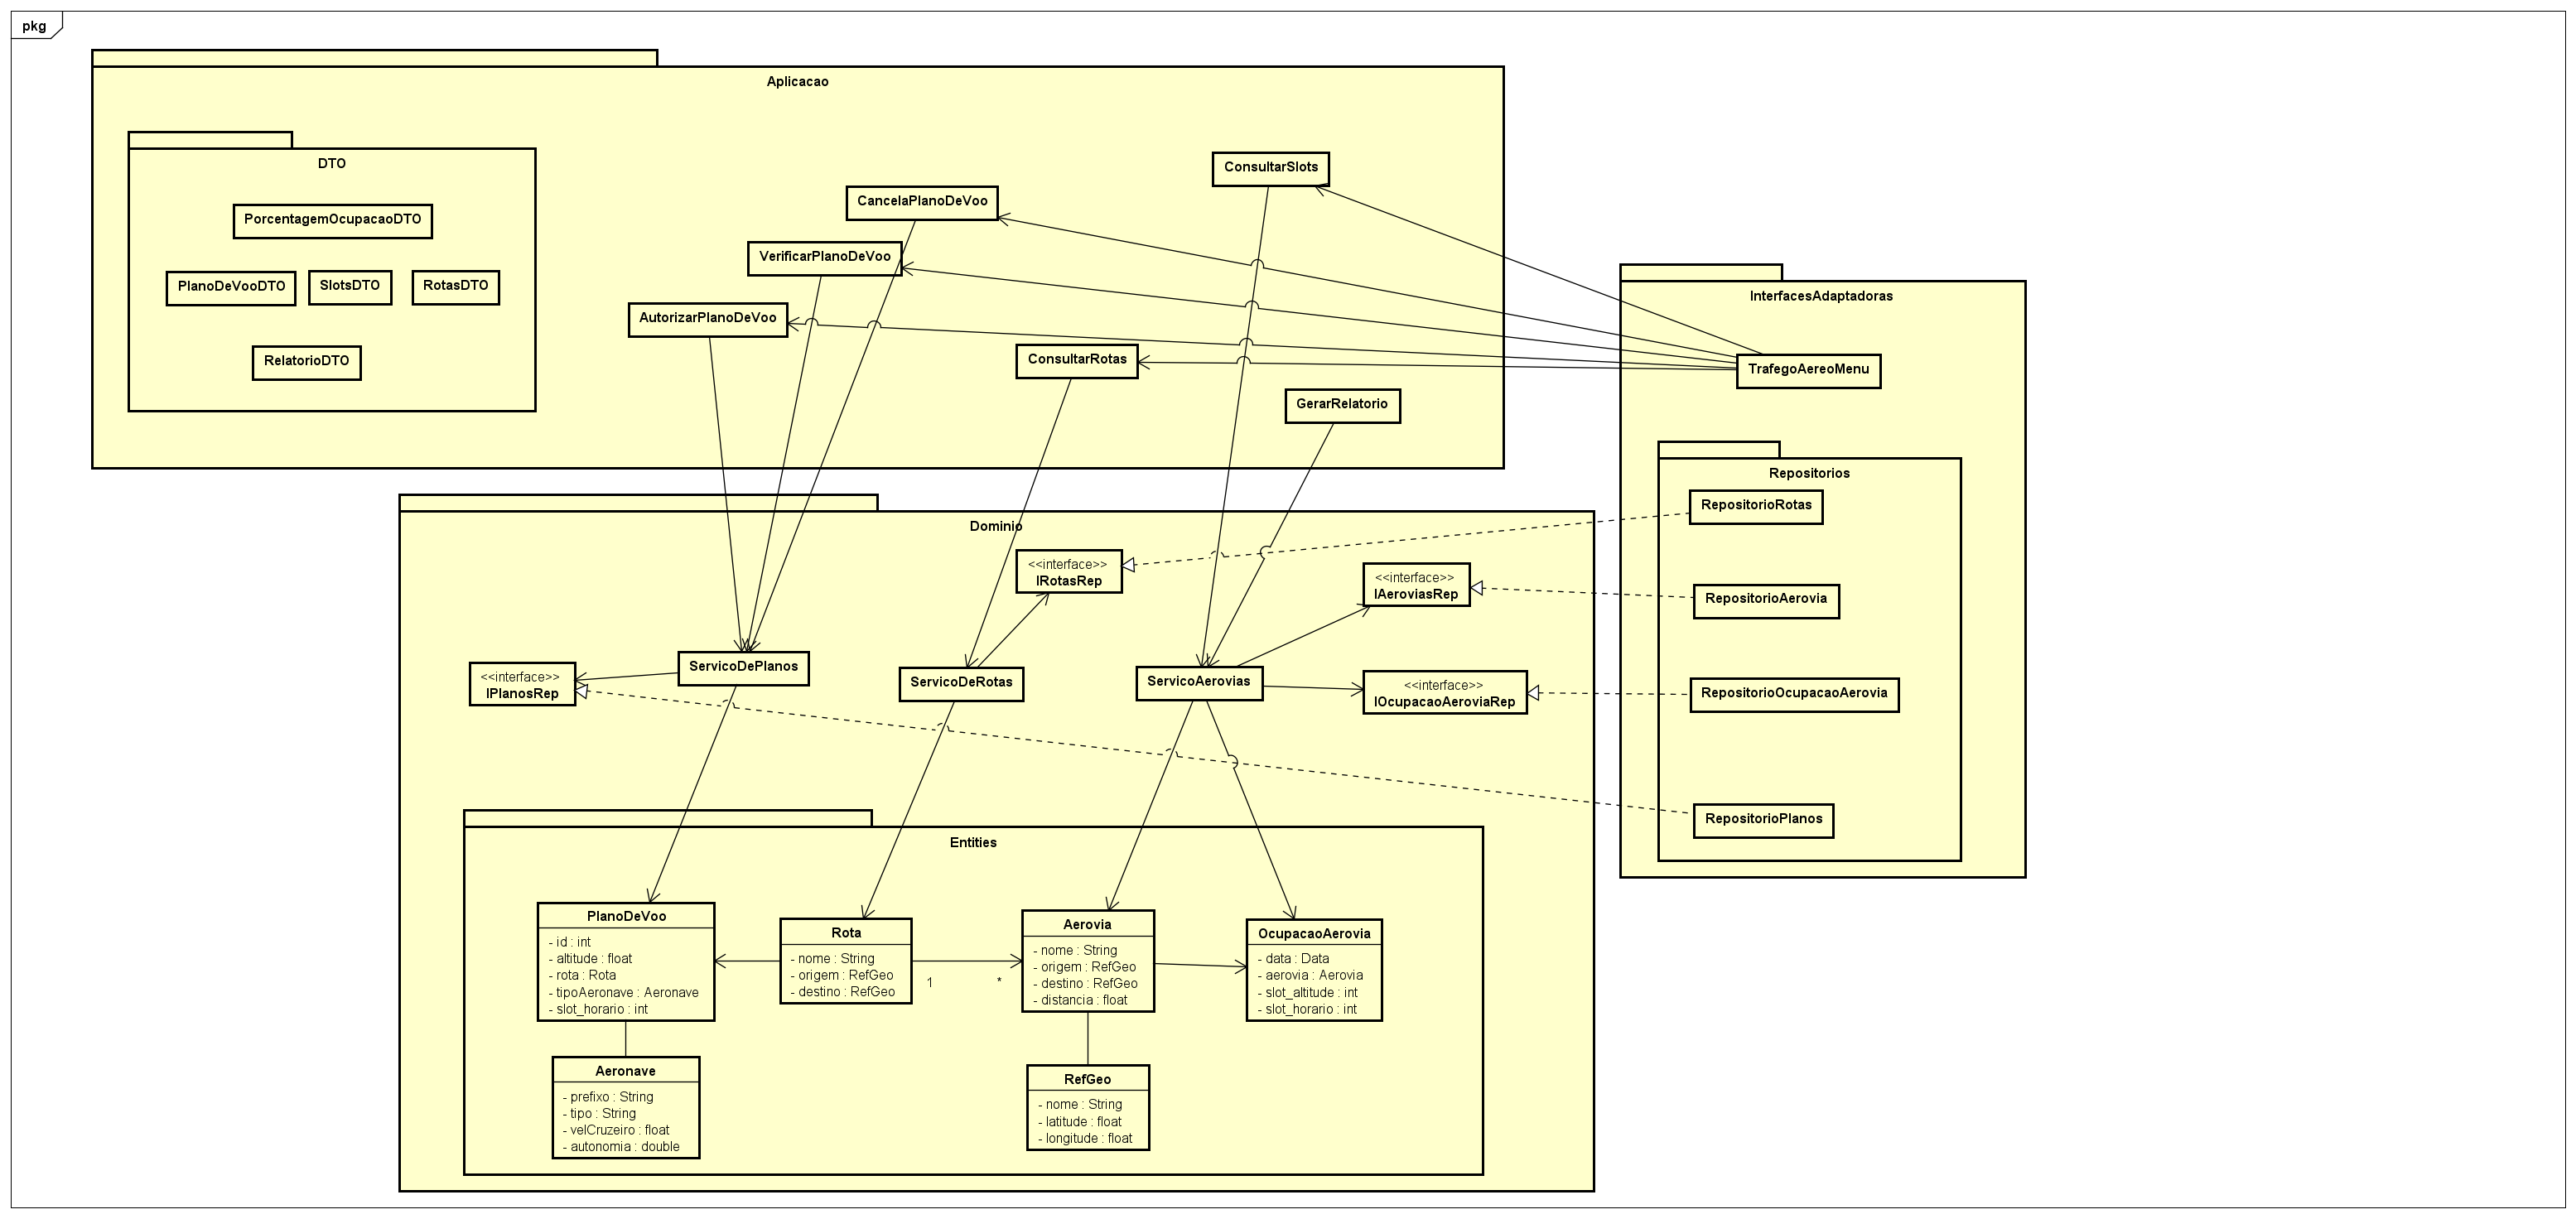 pkg
Aplicacao
DTO
PorcentagemOcupacaoDTO
PlanoDeVooDTO
SlotsDTO
RotasDTO
RelatorioDTO
ConsultarSlots
CancelaPlanoDeVoo
VerificarPlanoDeVoo
AutorizarPlanoDeVoo
ConsultarRotas
GerarRelatorio
InterfacesAdaptadoras
TrafegoAereoMenu
Repositorios
RepositorioRotas
RepositorioAerovia
RepositorioOcupacaoAerovia
RepositorioPlanos
Dominio
<<interface>>
IRotasRep
<<interface>>
IAeroviasRep
<<interface>>
IPlanosRep
ServicoDePlanos
ServicoDeRotas
ServicoAerovias
<<interface>>
IOcupacaoAeroviaRep
Entities
PlanoDeVoo
- id : int
- altitude : float
- rota : Rota
- tipoAeronave : Aeronave
- slot_horario : int
Rota
- nome : String
- origem : RefGeo
- destino : RefGeo
1
*
Aerovia
- nome : String
- origem : RefGeo
- destino : RefGeo
- distancia : float
OcupacaoAerovia
- data : Data
- aerovia : Aerovia
- slot_altitude : int
- slot_horario : int
Aeronave
- prefixo : String
- tipo : String
- velCruzeiro : float
- autonomia : double
RefGeo
- nome : String
- latitude : float
- longitude : float